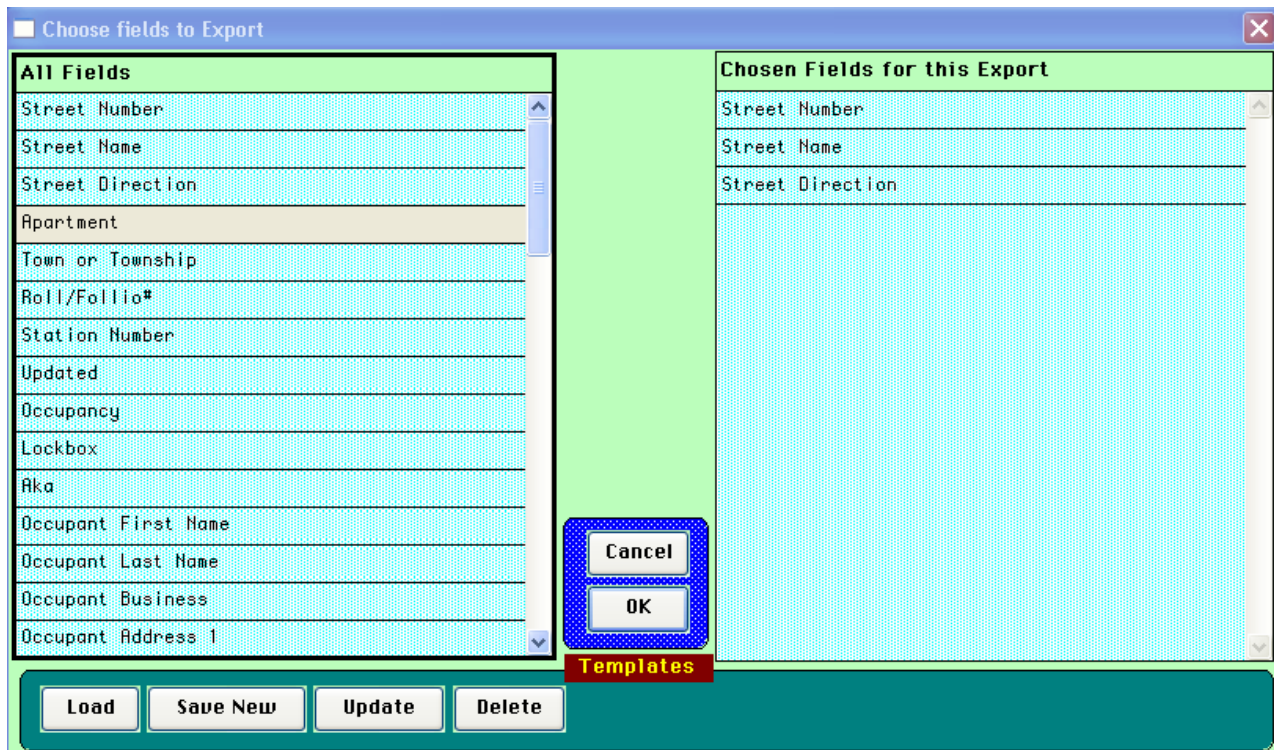 Choose fields to Export
All Fields
Street Number
Street Name
Street Direction
Apartment
Town or Township
Roll/Follio#
Station Number
Updated
Occupancy
Lockbox
Aka
Occupant First Name
Occupant Last Name
Occupant Business
Occupant Address 1
Chosen Fields for this Export
Street Number
Street Name
Street Direction
Cancel
OK
Templates
Load
Save New
Update
Delete